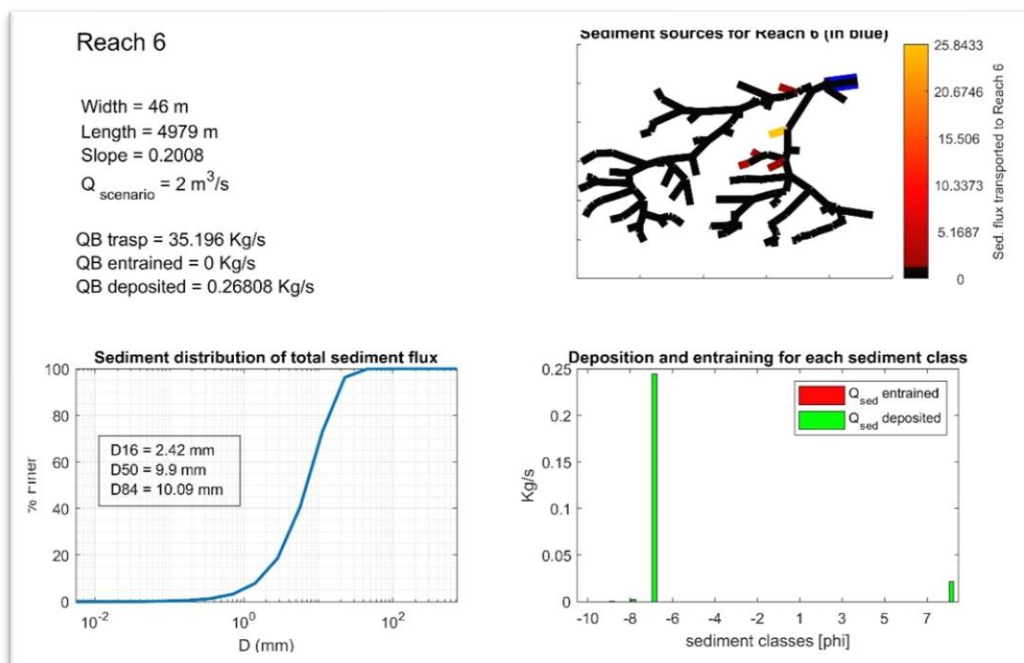 Reach 6
Width = 46 m
Length = 4979 m
Slope = 0.2008
Q scenario = 2 m³/s
QB trasp = 35.196 Kg/s
QB entrained = 0 Kg/s
QB deposited = 0.26808 Kg/s
Sediment sources for Reach 6 (in blue)
25.8433
20.6746
15.506
10.3373
5.1687
0
Sed. flux transported to Reach 6
Sediment distribution of total sediment flux
100
80
60
40
20
0
% Finer
D16 = 2.42 mm
D50 = 9.9 mm
D84 = 10.09 mm
10⁻² 10⁰ 10²
D (mm)
Deposition and entraining for each sediment class
0.25
0.2
0.15
0.1
0.05
0
Kg/s
Qsed entrained
Qsed deposited
-10 -8 -6 -4 -2 1 3 5 7
sediment classes [phi]